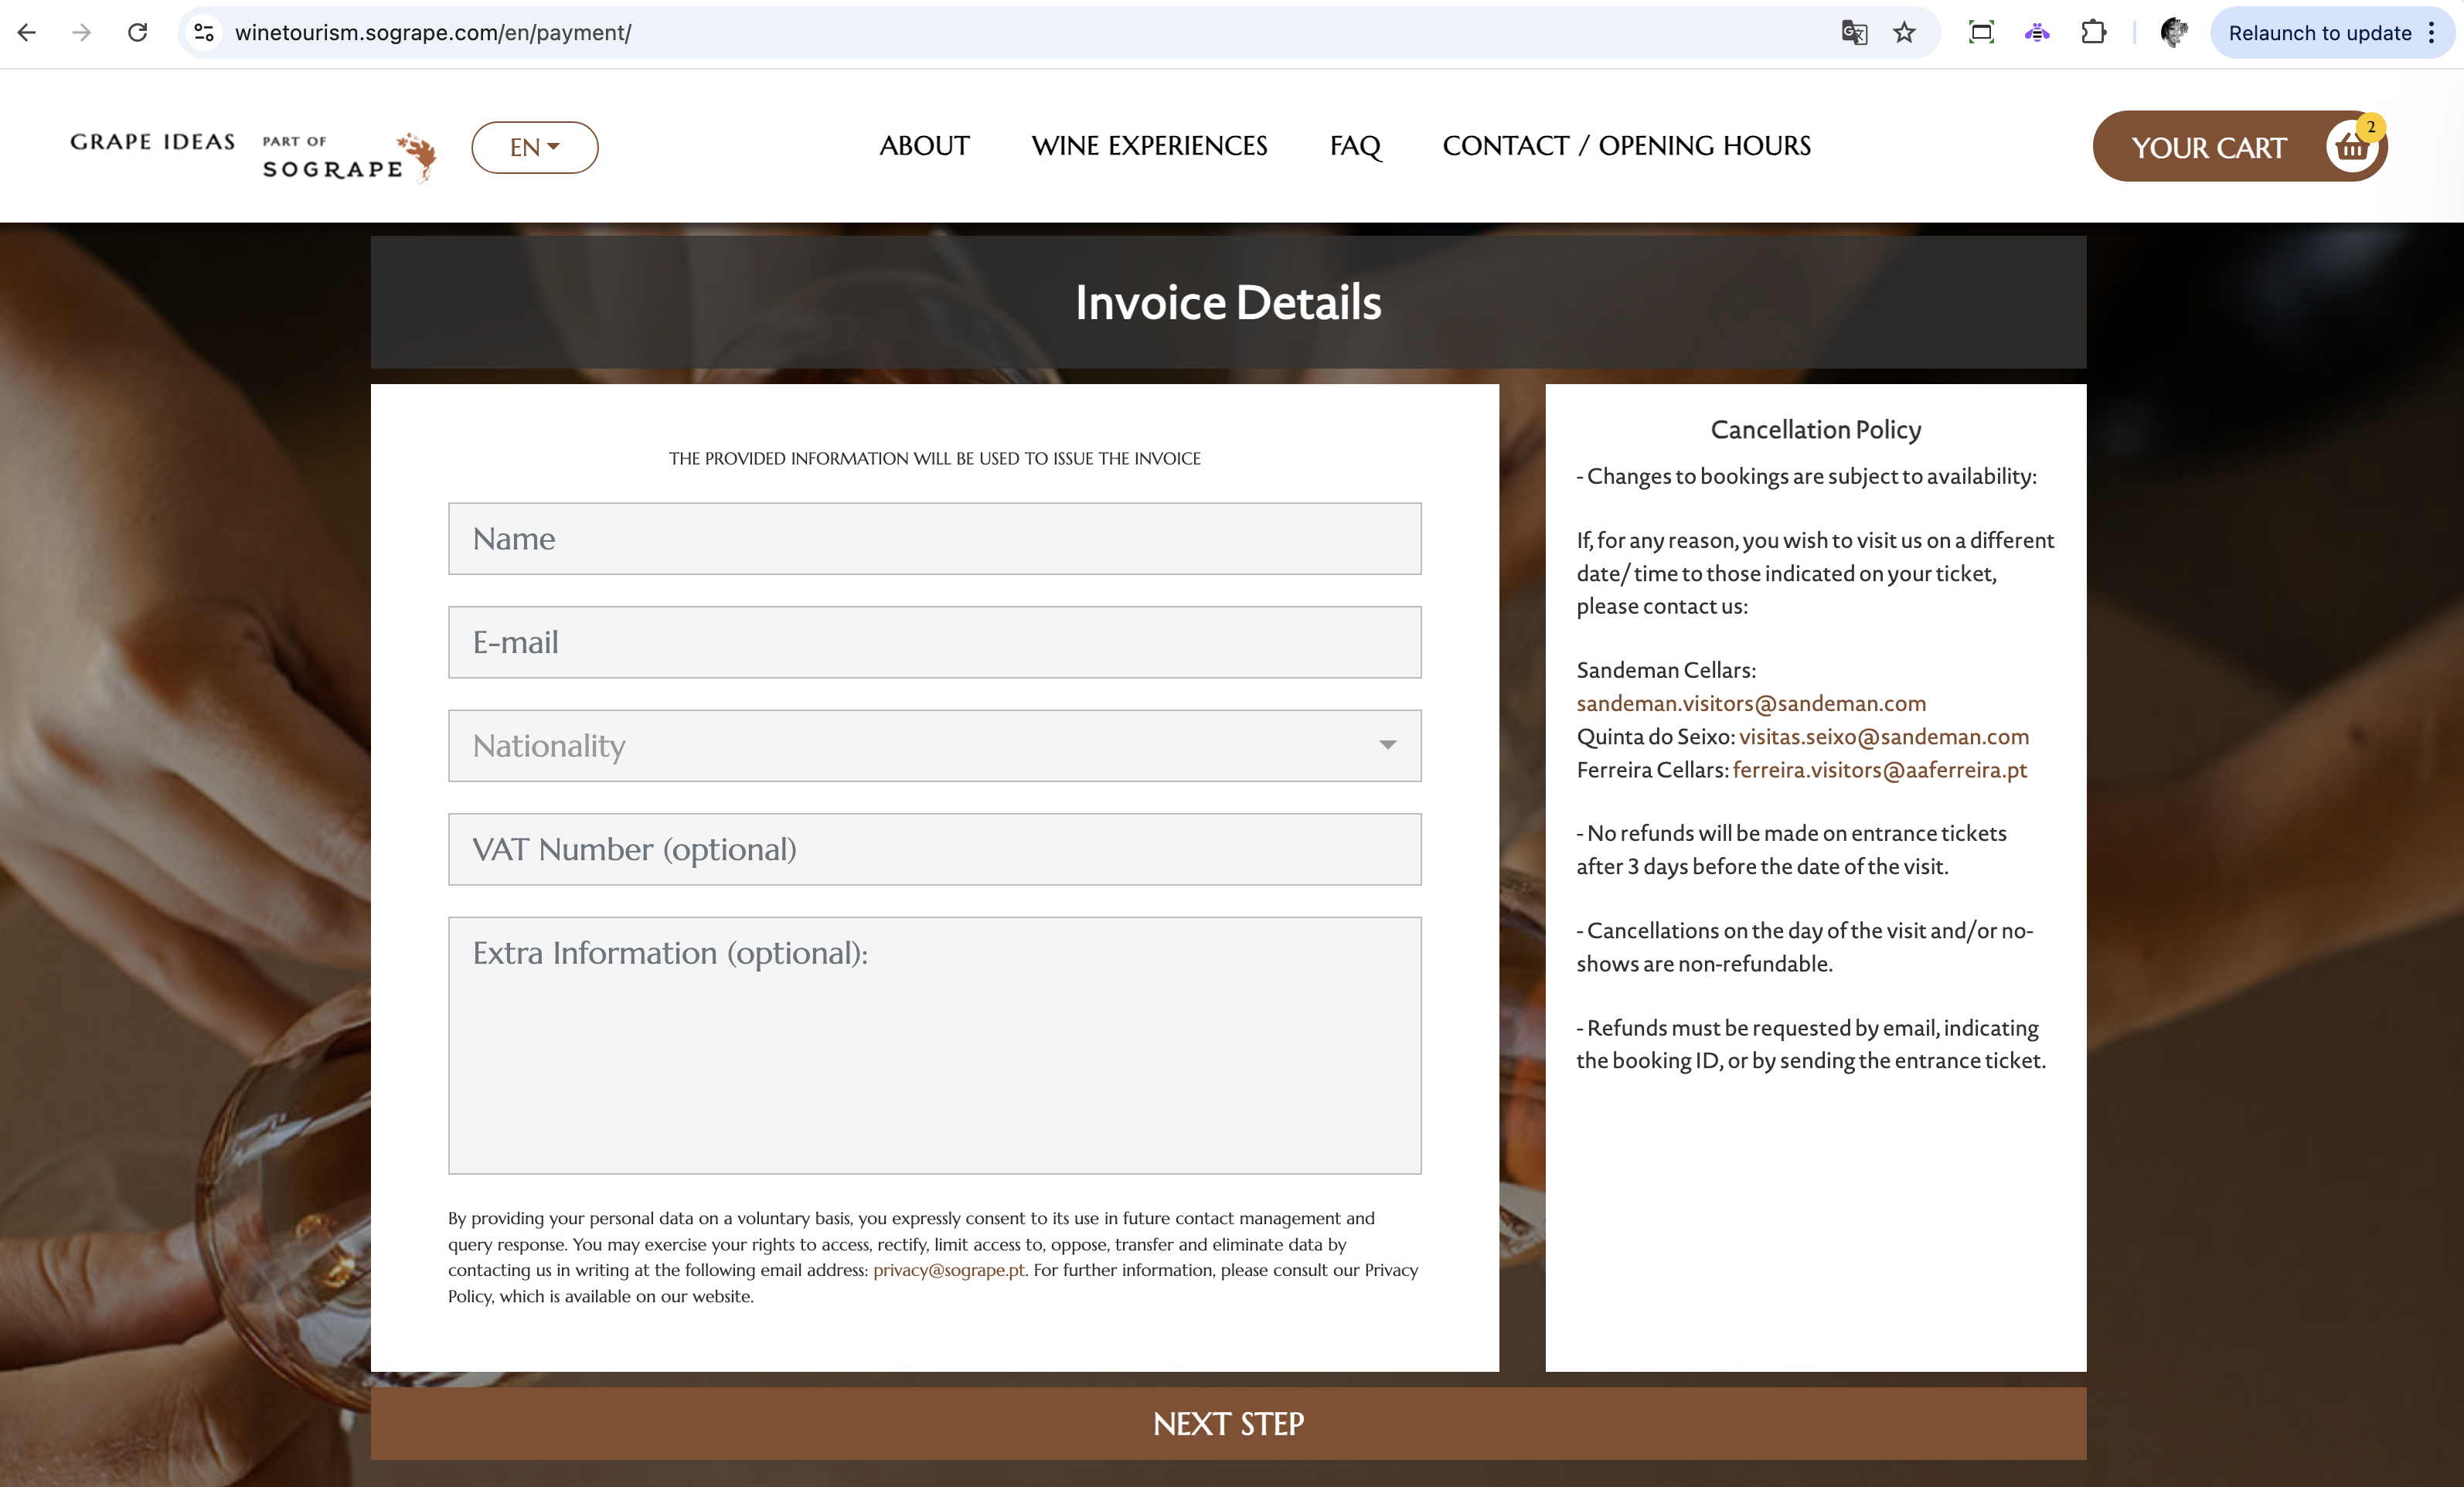 winetourism.sogrape.com/en/payment/
Relaunch to update
GRAPE IDEAS
PART OF
SOGRAPE
EN
ABOUT
WINE EXPERIENCES
FAQ
CONTACT / OPENING HOURS
YOUR CART
2
Invoice Details
THE PROVIDED INFORMATION WILL BE USED TO ISSUE THE INVOICE
Name
E-mail
Nationality
VAT Number (optional)
Extra Information (optional):
By providing your personal data on a voluntary basis, you expressly consent to its use in future contact management and
query response. You may exercise your rights to access, rectify, limit access to, oppose, transfer and eliminate data by
contacting us in writing at the following email address: privacy@sogrape.pt. For further information, please consult our Privacy
Policy, which is available on our website.
Cancellation Policy
- Changes to bookings are subject to availability:
If, for any reason, you wish to visit us on a different
date/ time to those indicated on your ticket,
please contact us:
Sandeman Cellars:
sandeman.visitors@sandeman.com
Quinta do Seixo: visitas.seixo@sandeman.com
Ferreira Cellars: ferreira.visitors@aaferreira.pt
- No refunds will be made on entrance tickets
after 3 days before the date of the visit.
- Cancellations on the day of the visit and/or no-
shows are non-refundable.
- Refunds must be requested by email, indicating
the booking ID, or by sending the entrance ticket.
NEXT STEP